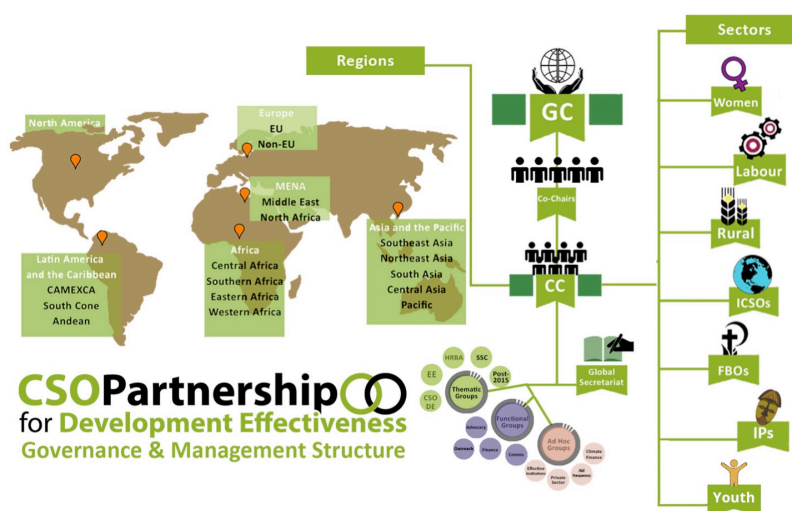 Regions
Sectors
North America
Europe
EU
Non-EU
MENA
Middle East
North Africa
Asia and the Pacific
Southeast Asia
Northeast Asia
South Asia
Central Asia
Pacific
Africa
Central Africa
Southern Africa
Eastern Africa
Western Africa
Latin America
and the Caribbean
CAMEXCA
South Cone
Andean
GC
Co-Chairs
CC
Global
Secretariat
Women
Labour
Rural
ICSOs
FBOs
IPs
Youth
HRBA
SSC
EE
Post-
2015
CSO
DE
Thematic
Groups
Functional
Groups
Advocacy
Outreach
Finance
Comms
Ad Hoc
Groups
Climate
Finance
Effective
Institutions
Private
Sector
CSOPartnership
for Development Effectiveness
Governance & Management Structure